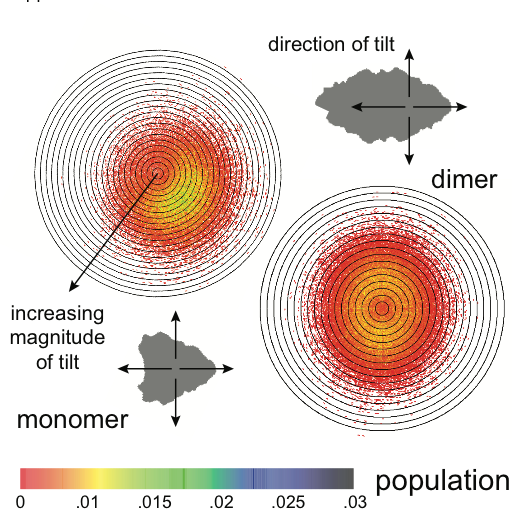 direction of tilt
dimer
increasing
magnitude
of tilt
monomer
population
0 .01 .015 .02 .025 .03